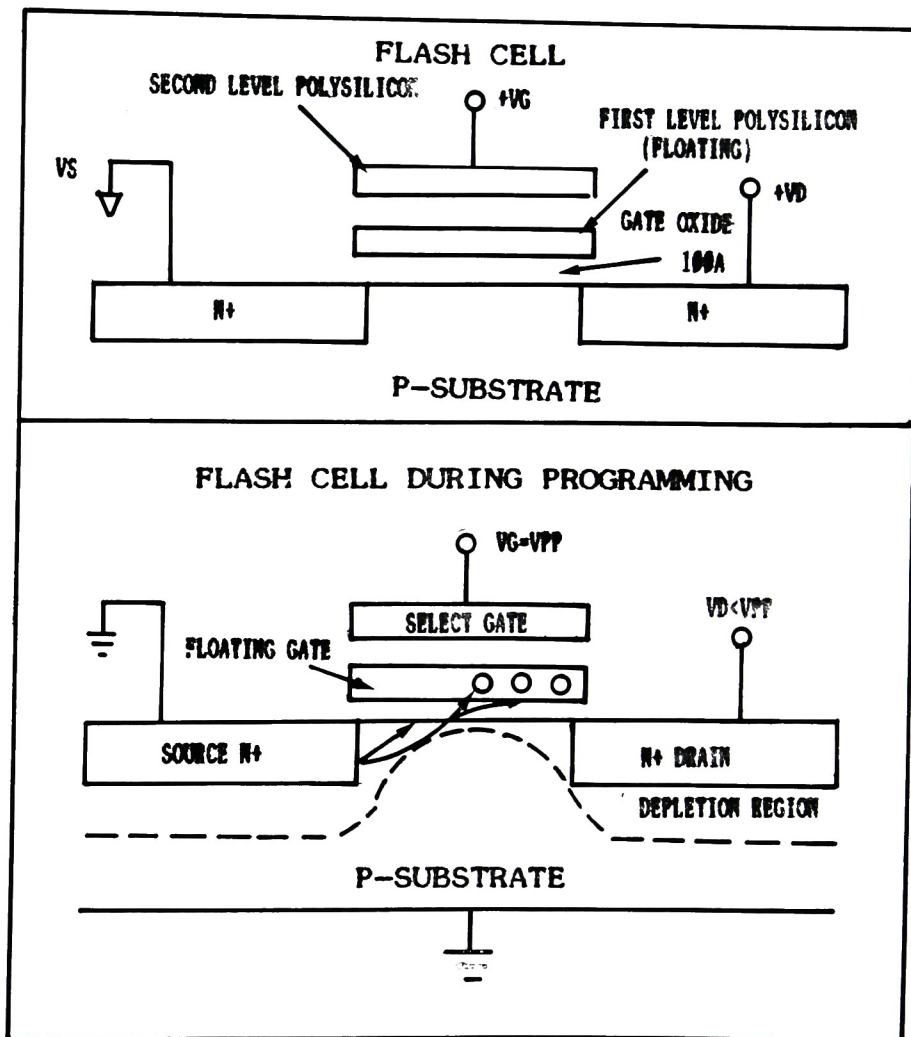 FLASH CELL
SECOND LEVEL POLYSILICON
+VG
FIRST LEVEL POLYSILICON
(FLOATING)
VS
+VD
GATE OXIDE
100A
N+
N+
P-SUBSTRATE
FLASH CELL DURING PROGRAMMING
VG=VPP
SELECT GATE
VD<VPP
FLOATING GATE
SOURCE N+
N+ DRAIN
DEPLETION REGION
P-SUBSTRATE